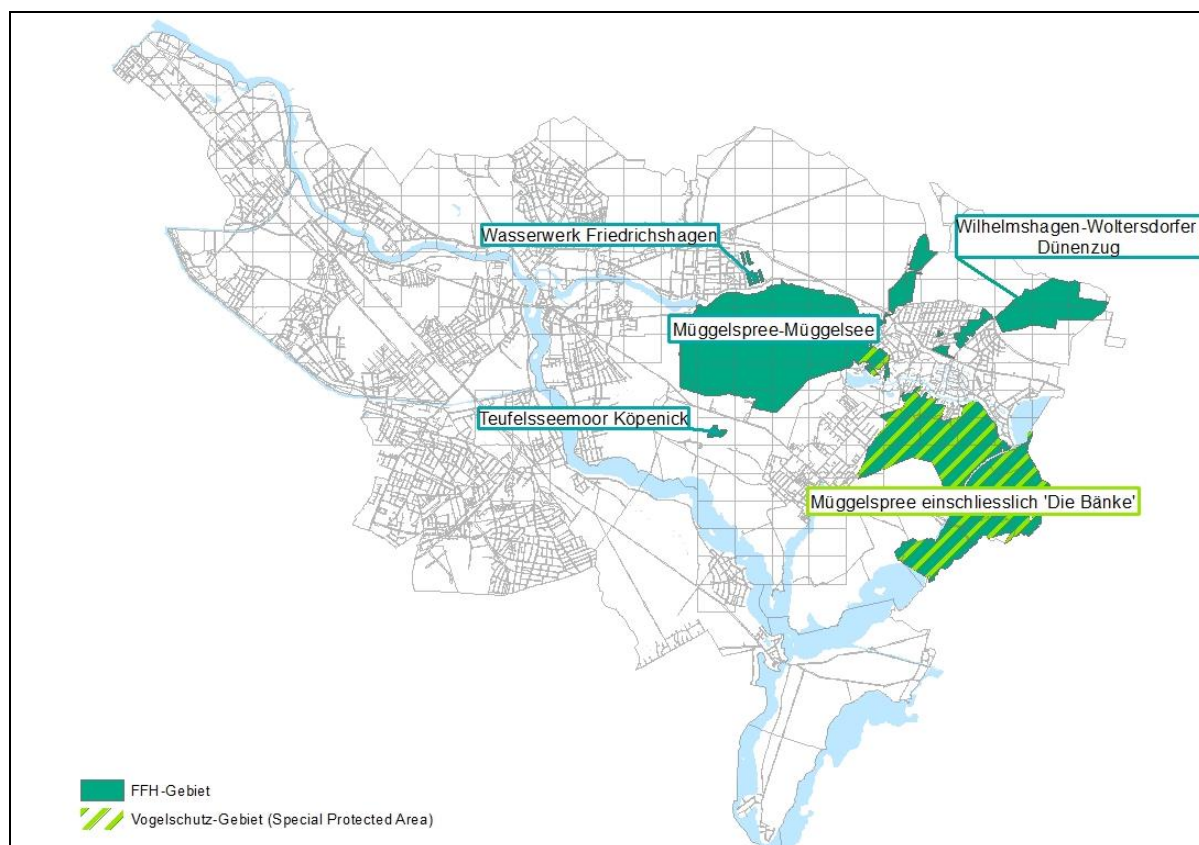 Wasserwerk Friedrichshagen
Wilhelmshagen-Woltersdorfer
Dünenzug
Müggelspree-Müggelsee
Teufelsseemoor Köpenick
Müggelspree einschliesslich 'Die Bänke'
FFH-Gebiet
Vogelschutz-Gebiet (Special Protected Area)